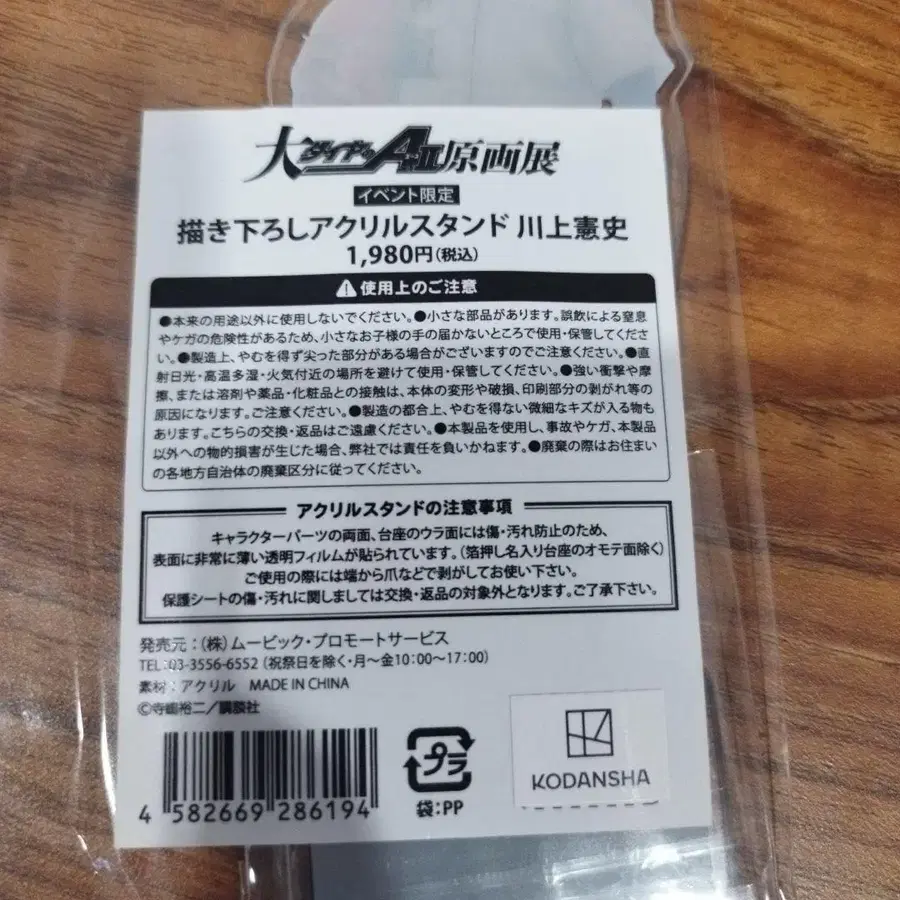 大ダイヤのAⅡ原画展
イベント限定
描き下ろしアクリルスタンド 川上憲史
1,980円(税込)
使用上のご注意
●本来の用途以外に使用しないでください。●小さな部品があります。誤飲による窒息
やケガの危険性があるため、小さなお子様の手の届かないところで使用・保管してくださ
い。●製造上、やむを得ず尖った部分がある場合がございますのでご注意ください。●直
射日光・高温多湿・火気付近の場所を避けて使用・保管してください。●強い衝撃や摩
擦、または溶剤や薬品・化粧品との接触は、本体の変形や破損、印刷部分の剥がれ等の
原因になります。ご注意ください。●製造の都合上、やむを得ない微細なキズが入る物も
あります。こちらの交換・返品はご遠慮ください。●本製品を使用し、事故やケガ、本製品
以外への物的損害が生じた場合、弊社では責任を負いかねます。●廃棄の際はお住まい
の各地方自治体の廃棄区分に従ってください。
アクリルスタンドの注意事項
キャラクターパーツの両面、台座のウラ面には傷・汚れ防止のため、
表面に非常に薄い透明フィルムが貼られています。(箔押し名入り台座のオモテ面除く)
ご使用の際には端から爪などで剥がしてお使い下さい。
保護シートの傷・汚れに関しましては交換・返品の対象外となります。ご了承下さい。
発売元:(株)ムービック・プロモートサービス
TEL:03-3556-6552 (祝祭日を除く・月〜金10:00〜17:00)
素材:アクリル MADE IN CHINA
©寺嶋裕二/講談社
4 582669 286194
プラ
袋:PP
KODANSHA